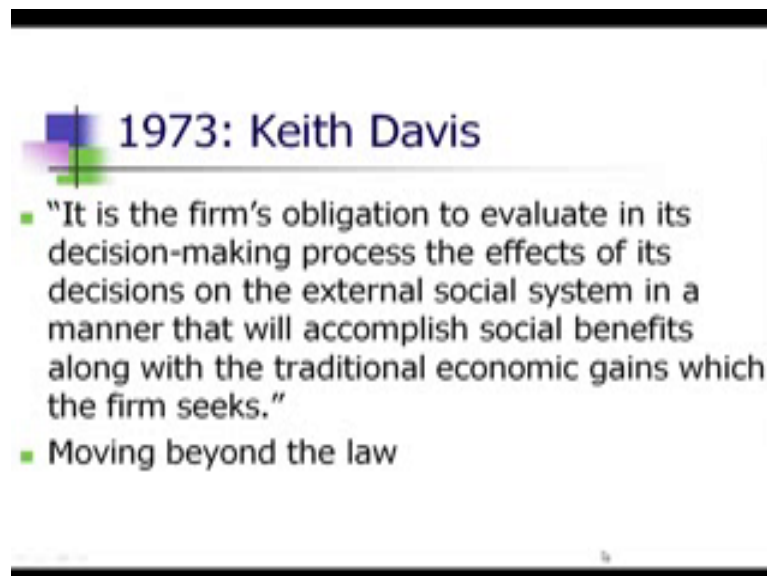 1973: Keith Davis
“It is the firm’s obligation to evaluate in its
decision-making process the effects of its
decisions on the external social system in a
manner that will accomplish social benefits
along with the traditional economic gains which
the firm seeks.”
Moving beyond the law